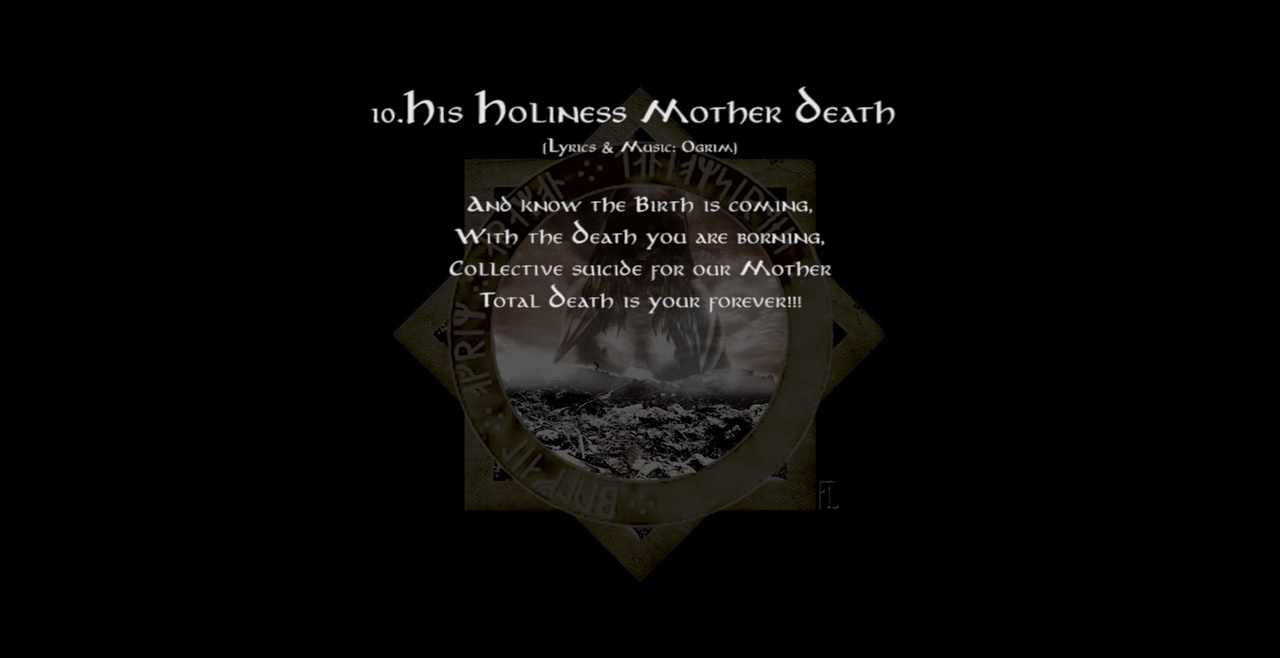 10.His Holiness Mother Death
(Lyrics & Music: Ogrim)
And know the Birth is coming,
With the Death you are borning,
Collective suicide for our Mother
Total Death is your forever!!!